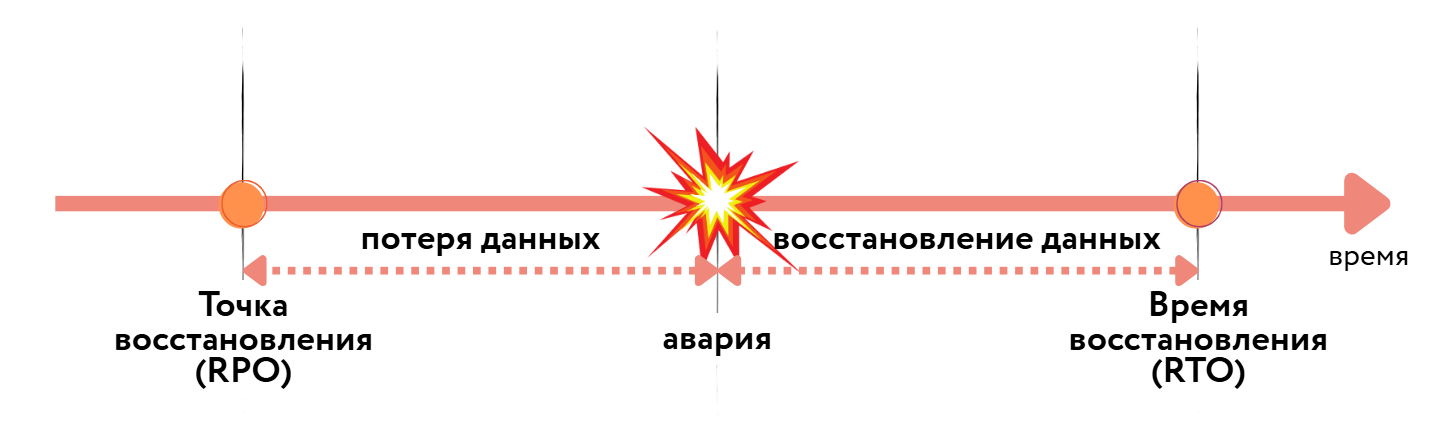 потеря данных
восстановление данных
время
Точка
восстановления
(RPO)
авария
Время
восстановления
(RTO)